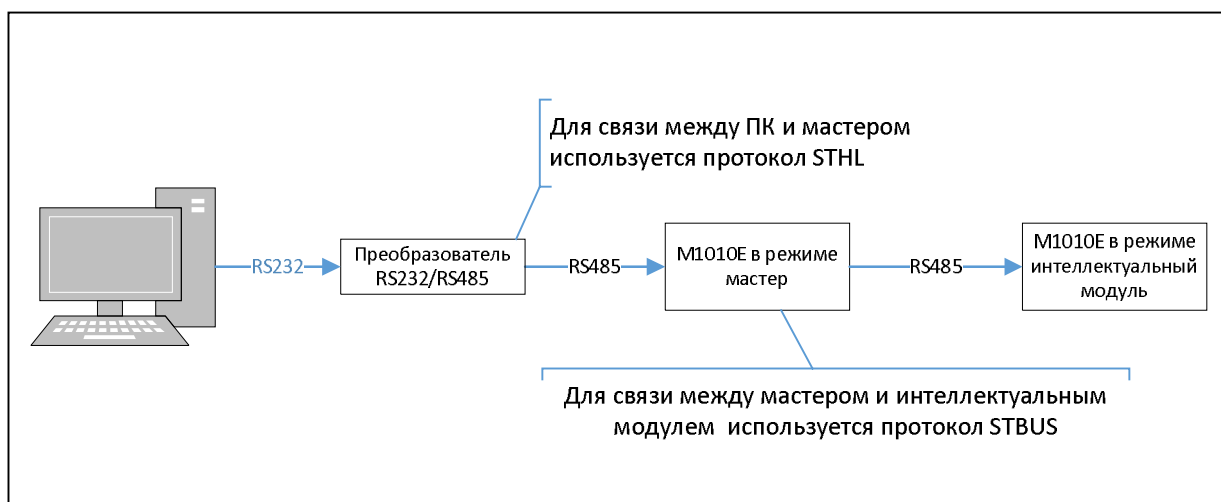 Для связи между ПК и мастером
используется протокол STHL
RS232
Преобразователь
RS232/RS485
RS485
M1010E в режиме
мастер
RS485
M1010E в режиме
интеллектуальный
модуль
Для связи между мастером и интеллектуальным
модулем используется протокол STBUS